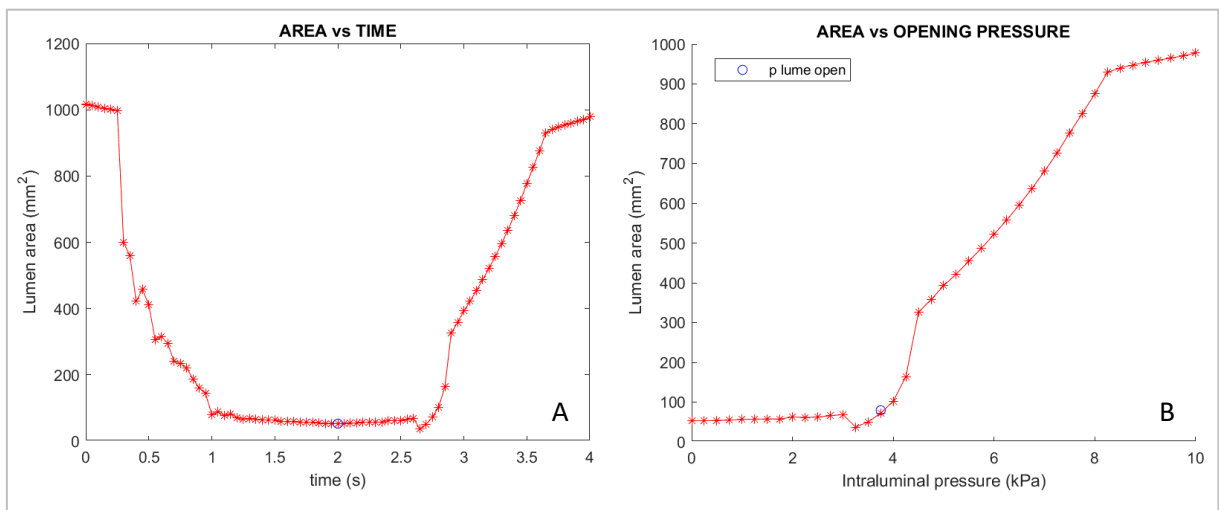 AREA vs TIME
1200
1000
800
600
400
200
0
Lumen area (mm²)
0 0.5 1 1.5 2 2.5 3 3.5 4
time (s)
A
AREA vs OPENING PRESSURE
p lume open
1000
900
800
700
600
500
400
300
200
100
0
Lumen area (mm²)
0 2 4 6 8 10
Intraluminal pressure (kPa)
B